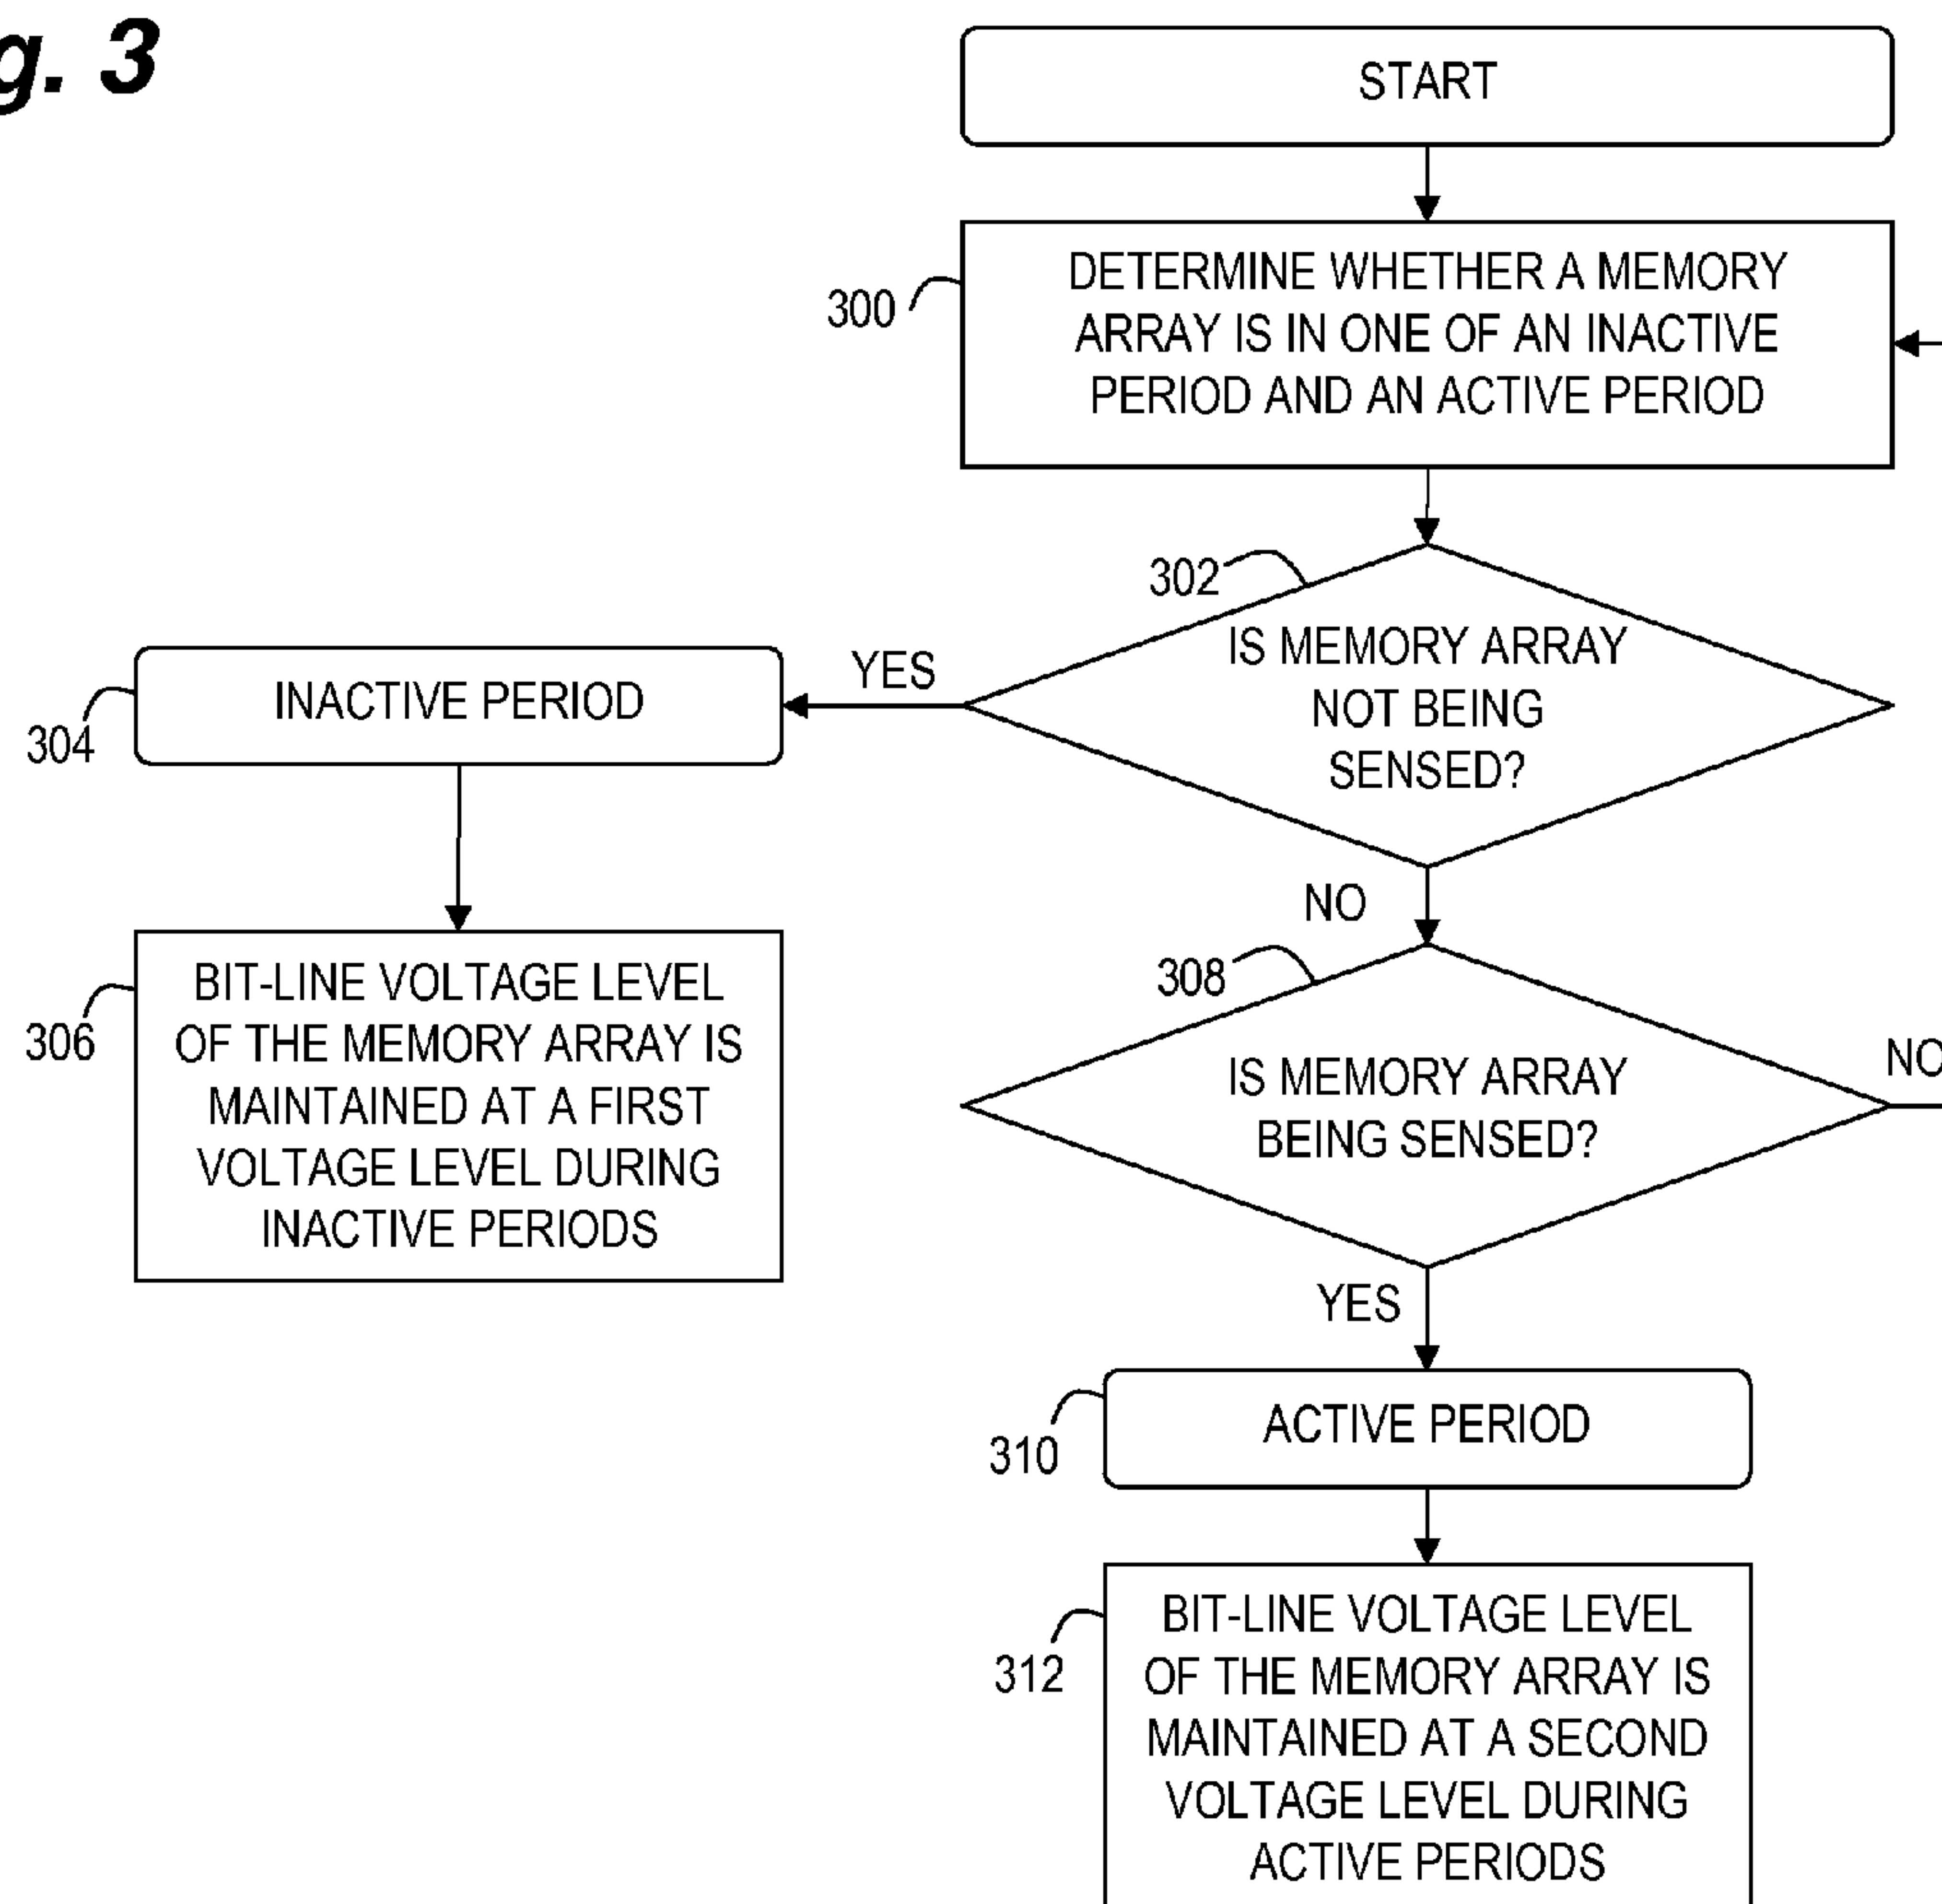 g. 3
START
300
DETERMINE WHETHER A MEMORY
ARRAY IS IN ONE OF AN INACTIVE
PERIOD AND AN ACTIVE PERIOD
302
IS MEMORY ARRAY
NOT BEING
SENSED?
YES
304
INACTIVE PERIOD
306
BIT-LINE VOLTAGE LEVEL
OF THE MEMORY ARRAY IS
MAINTAINED AT A FIRST
VOLTAGE LEVEL DURING
INACTIVE PERIODS
NO
308
IS MEMORY ARRAY
BEING SENSED?
NO
YES
310
ACTIVE PERIOD
312
BIT-LINE VOLTAGE LEVEL
OF THE MEMORY ARRAY IS
MAINTAINED AT A SECOND
VOLTAGE LEVEL DURING
ACTIVE PERIODS